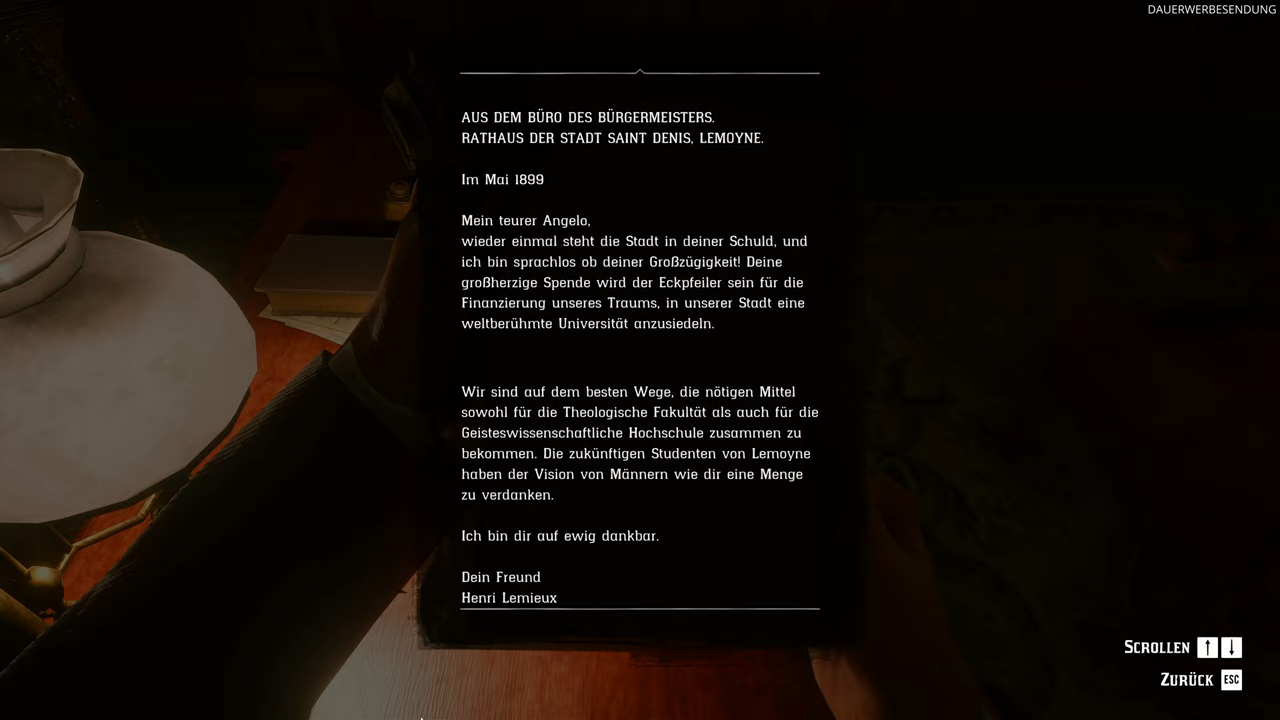 DAUERWERBESENDUNG
AUS DEM BÜRO DES BÜRGERMEISTERS.
RATHAUS DER STADT SAINT DENIS, LEMOYNE.
Im Mai 1899
Mein teurer Angelo,
wieder einmal steht die Stadt in deiner Schuld, und
ich bin sprachlos ob deiner Großzügigkeit! Deine
großherzige Spende wird der Eckpfeiler sein für die
Finanzierung unseres Traums, in unserer Stadt eine
weltberühmte Universität anzusiedeln.
Wir sind auf dem besten Wege, die nötigen Mittel
sowohl für die Theologische Fakultät als auch für die
Geisteswissenschaftliche Hochschule zusammen zu
bekommen. Die zukünftigen Studenten von Lemoyne
haben der Vision von Männern wie dir eine Menge
zu verdanken.
Ich bin dir auf ewig dankbar.
Dein Freund
Henri Lemieux
SCROLLEN ↑ ↓
ZURÜCK ESC